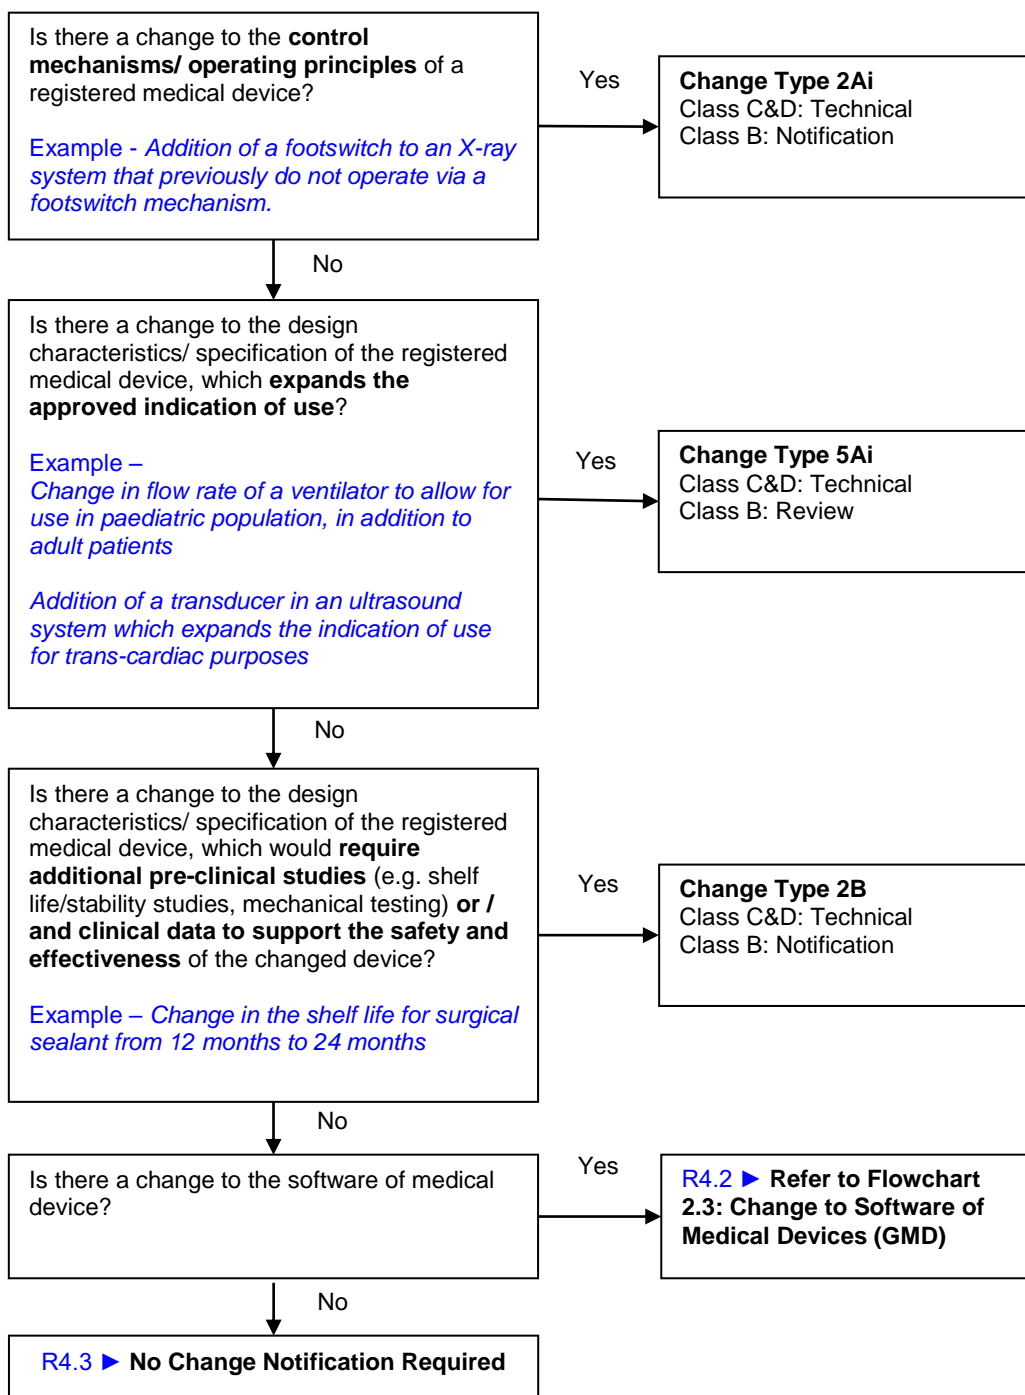 Is there a change to the control
mechanisms/ operating principles of a
registered medical device?
Example - Addition of a footswitch to an X-ray
system that previously do not operate via a
footswitch mechanism.
Yes
Change Type 2Ai
Class C&D: Technical
Class B: Notification
No
Is there a change to the design
characteristics/ specification of the registered
medical device, which expands the
approved indication of use?
Example –
Change in flow rate of a ventilator to allow for
use in paediatric population, in addition to
adult patients
Addition of a transducer in an ultrasound
system which expands the indication of use
for trans-cardiac purposes
Yes
Change Type 5Ai
Class C&D: Technical
Class B: Review
No
Is there a change to the design
characteristics/ specification of the registered
medical device, which would require
additional pre-clinical studies (e.g. shelf
life/stability studies, mechanical testing) or /
and clinical data to support the safety and
effectiveness of the changed device?
Example – Change in the shelf life for surgical
sealant from 12 months to 24 months
Yes
Change Type 2B
Class C&D: Technical
Class B: Notification
No
Is there a change to the software of medical
device?
Yes
R4.2 ► Refer to Flowchart
2.3: Change to Software of
Medical Devices (GMD)
No
R4.3 ► No Change Notification Required